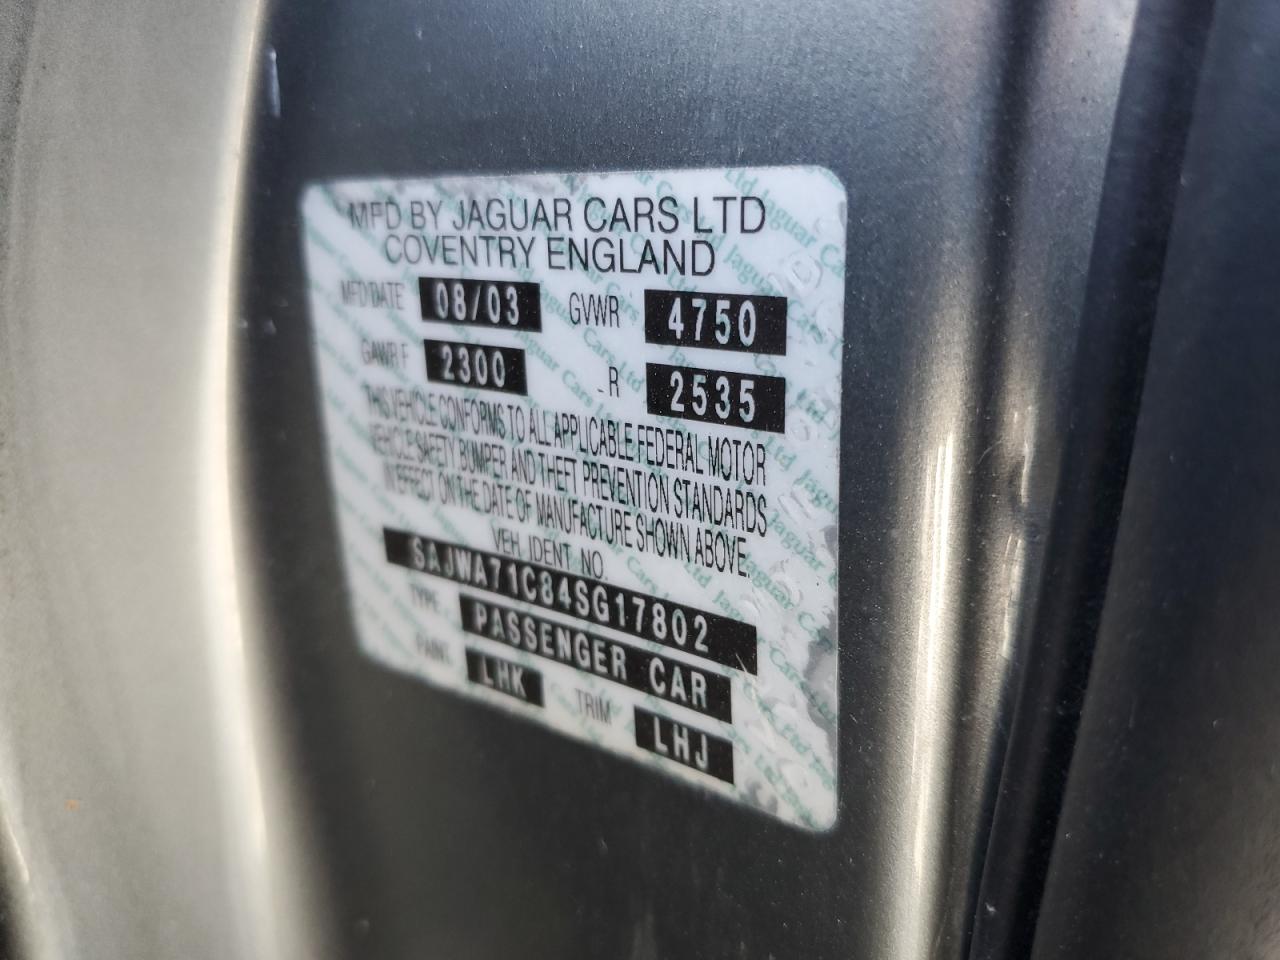 MFD BY JAGUAR CARS LTD
COVENTRY ENGLAND
MFD/DATE 08/03 GVWR 4750
GAWR F 2300 - R 2535
THIS VEHICLE CONFORMS TO ALL APPLICABLE FEDERAL MOTOR
VEHICLE SAFETY BUMPER AND THEFT PREVENTION STANDARDS
IN EFFECT ON THE DATE OF MANUFACTURE SHOWN ABOVE.
VEH. IDENT NO.
SAJWA71C84SG17802
TYPE PASSENGER CAR
PAINT LHK TRIM LHJ